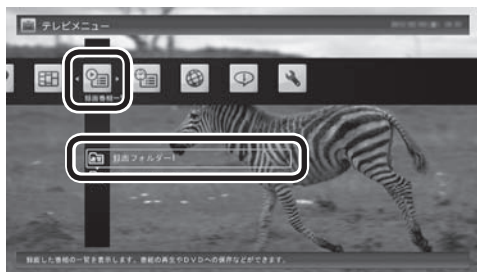 テレビメニュー
録画番組一覧
録画フォルダー1
録画した番組の一覧を表示します。番組の再生やDVDへの保存などができます。